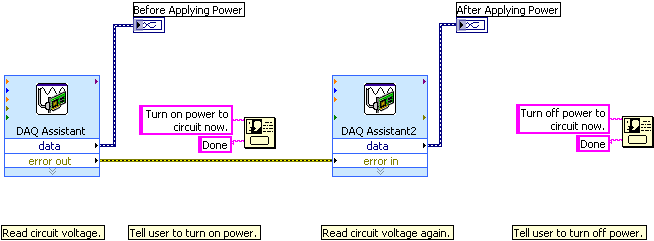 Before Applying Power
After Applying Power
DAQ Assistant
data
error out
Turn on power to
circuit now.
Done
DAQ Assistant2
data
error in
Turn off power to
circuit now.
Done
Read circuit voltage.
Tell user to turn on power.
Read circuit voltage again.
Tell user to turn off power.